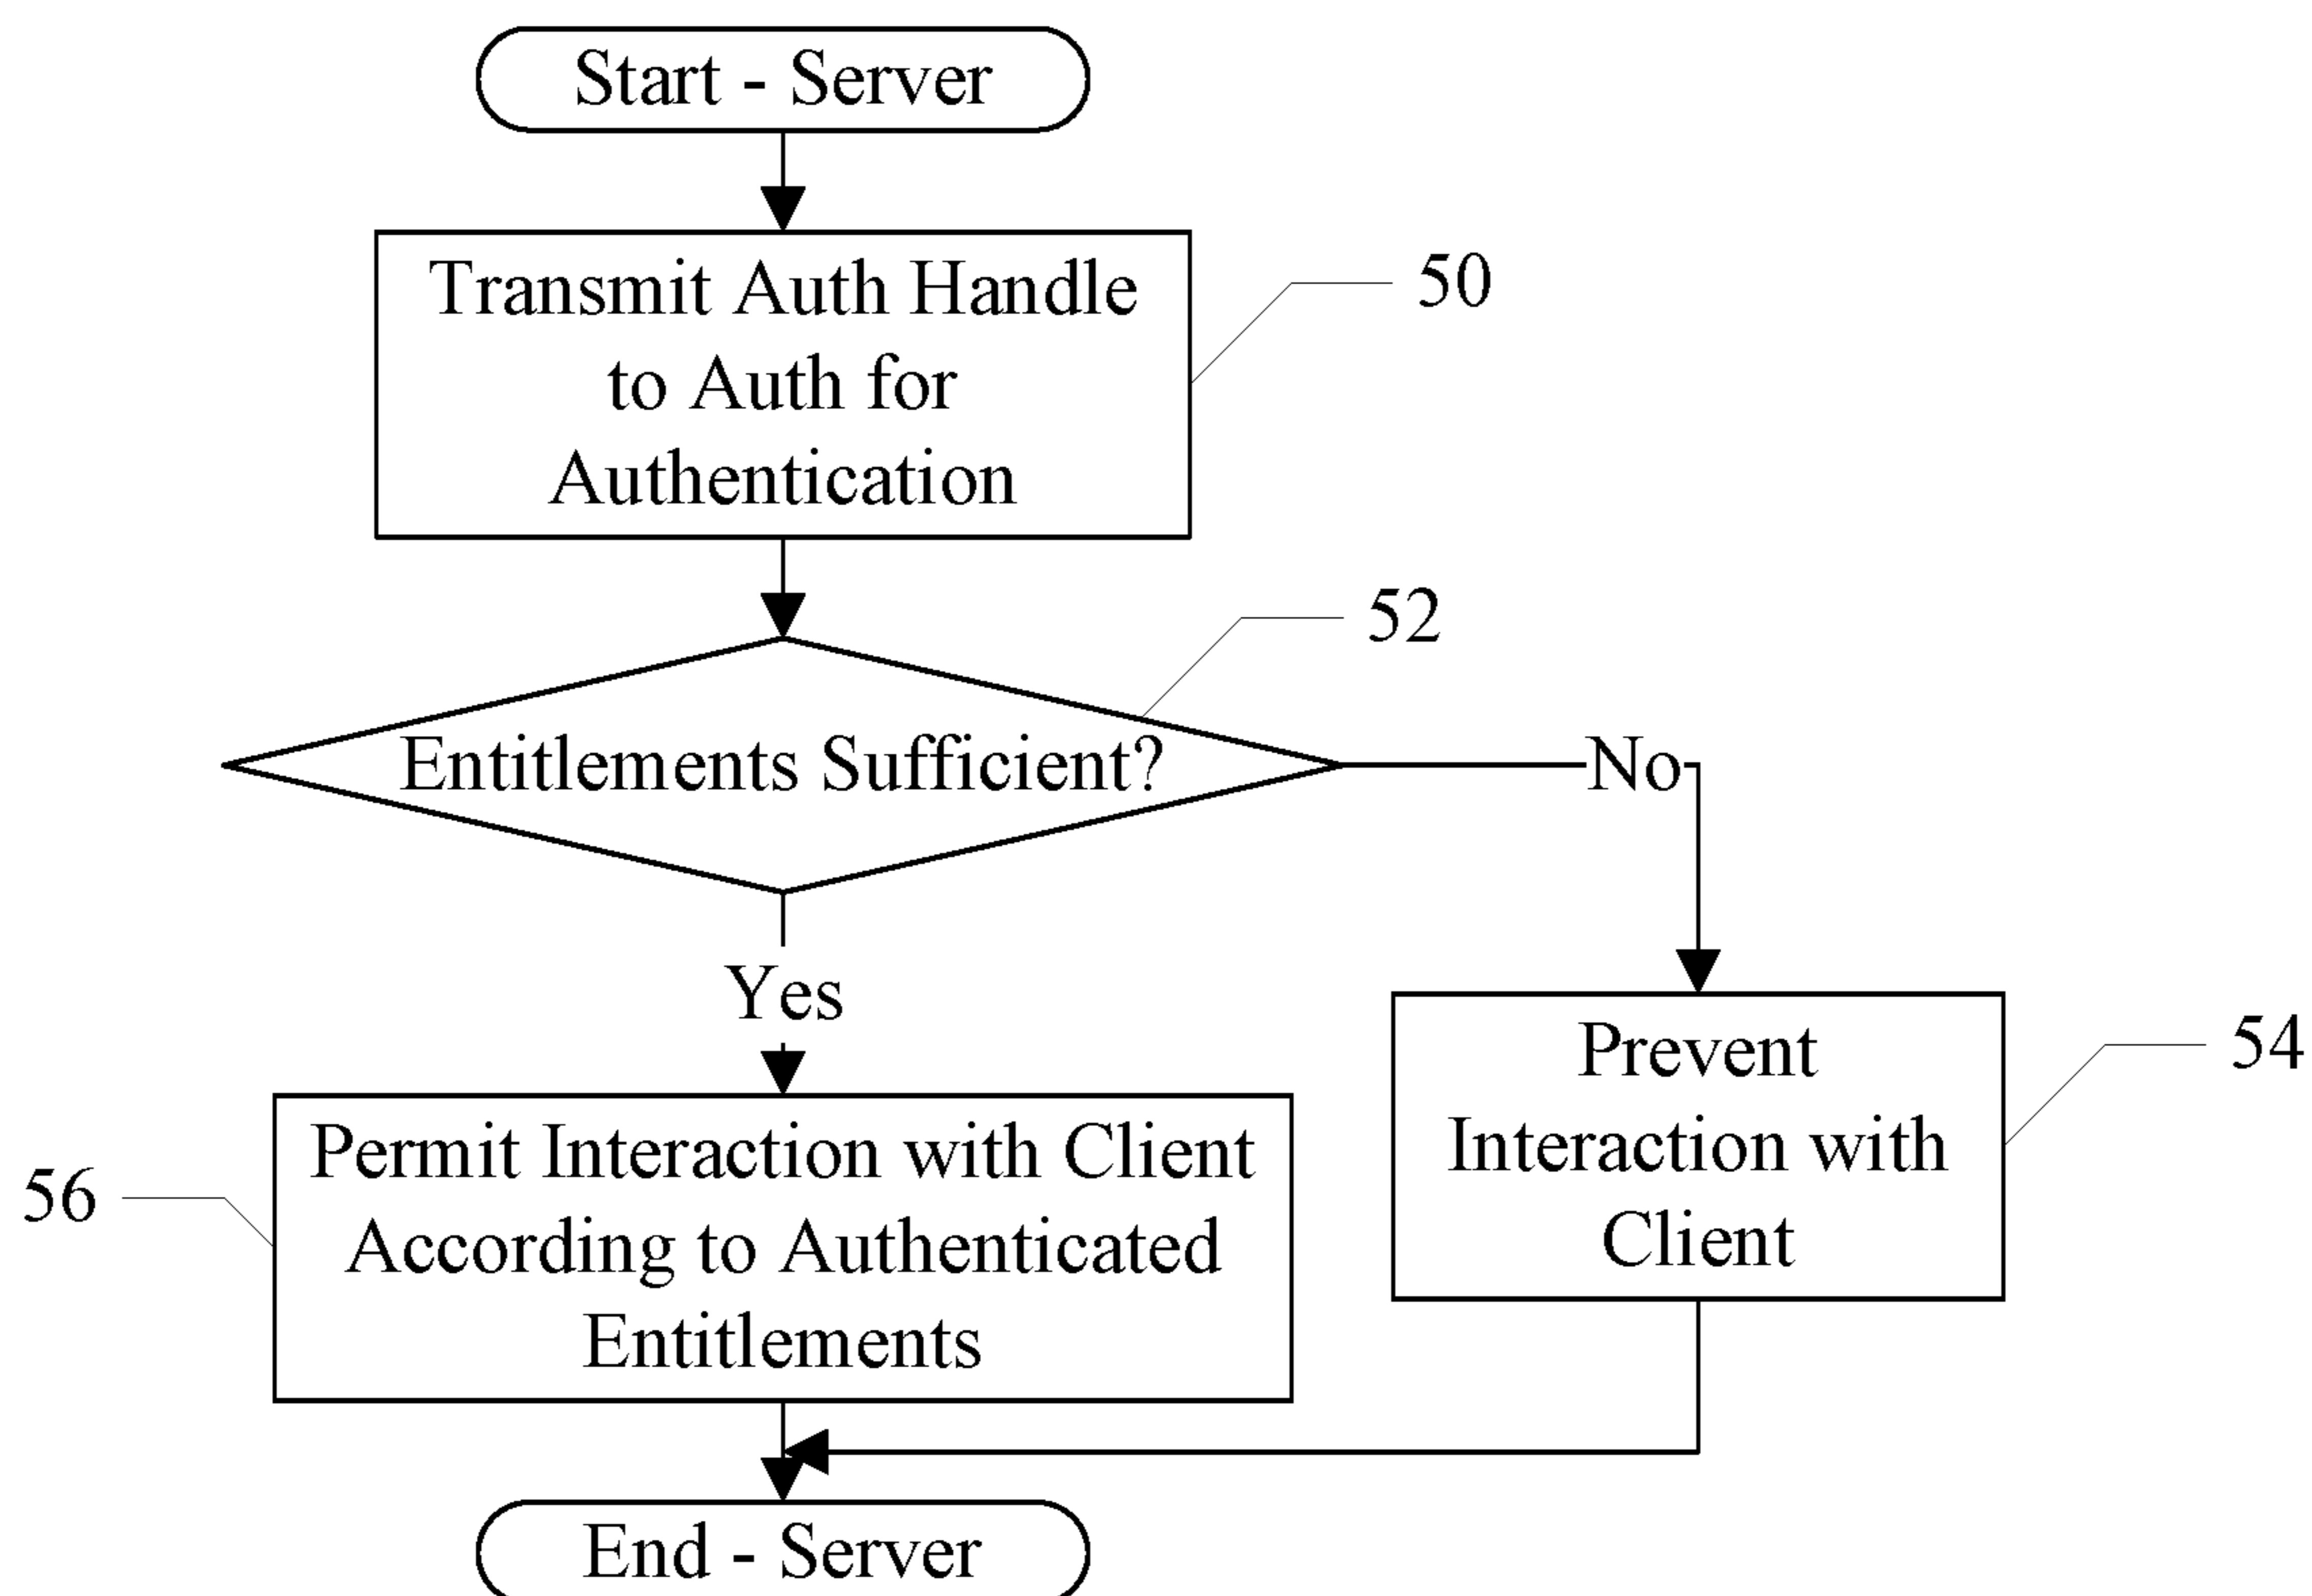 Start - Server
Transmit Auth Handle
to Auth for
Authentication
50
52
Entitlements Sufficient?
No
Yes
Prevent
Interaction with
Client
54
Permit Interaction with Client
According to Authenticated
Entitlements
56
End - Server